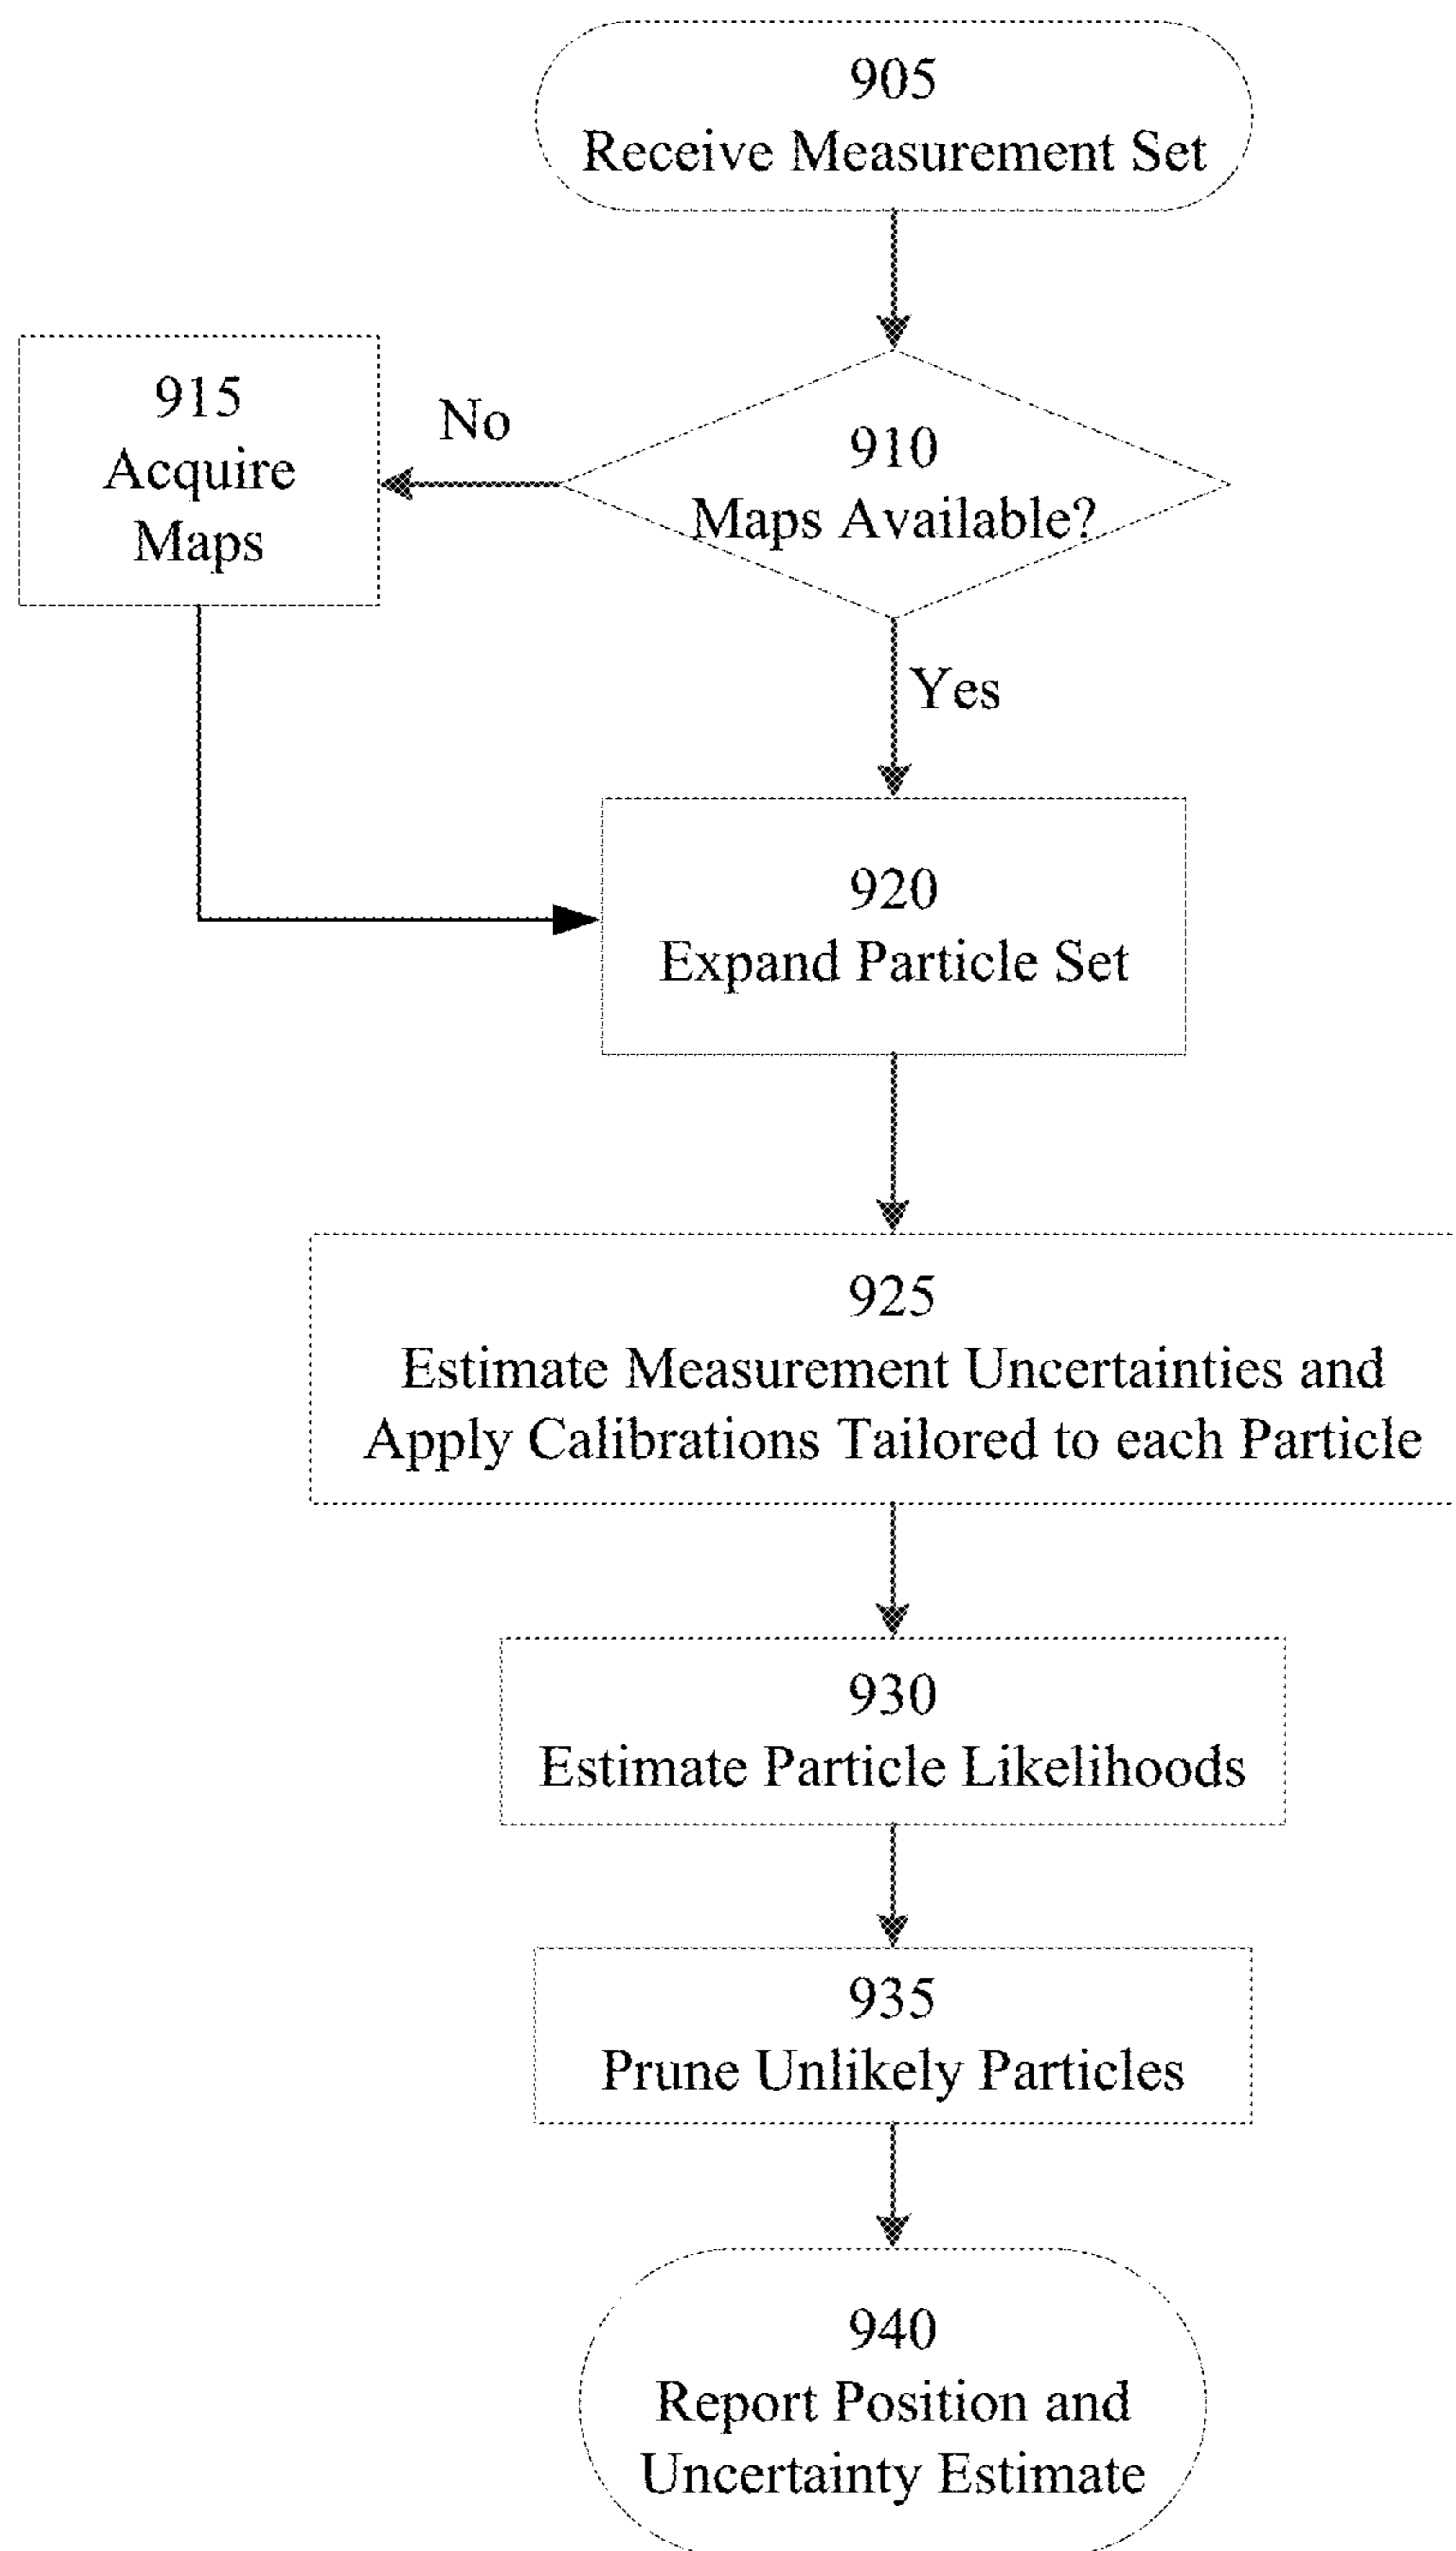 905
Receive Measurement Set
910
Maps Available?
No
915
Acquire
Maps
Yes
920
Expand Particle Set
925
Estimate Measurement Uncertainties and
Apply Calibrations Tailored to each Particle
930
Estimate Particle Likelihoods
935
Prune Unlikely Particles
940
Report Position and
Uncertainty Estimate